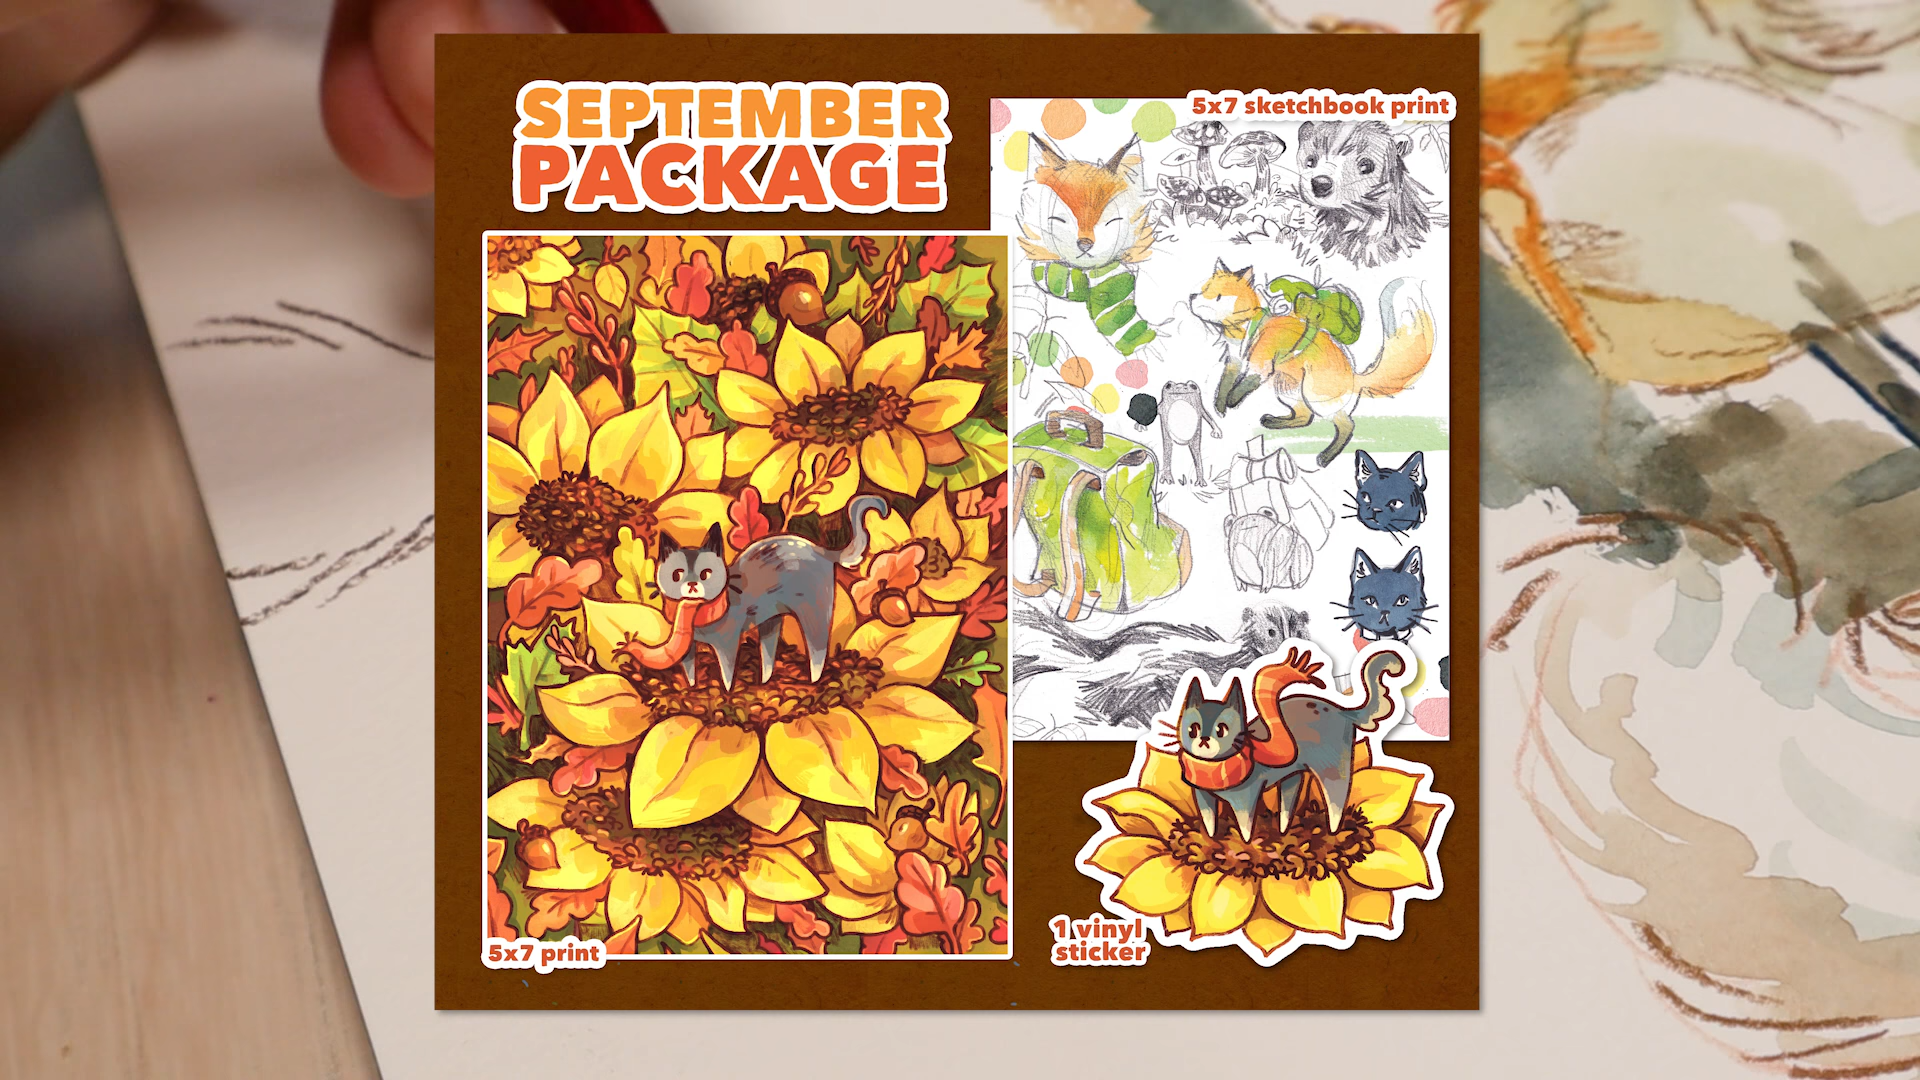 SEPTEMBER
PACKAGE
5x7 sketchbook print
5x7 print
1 vinyl
sticker